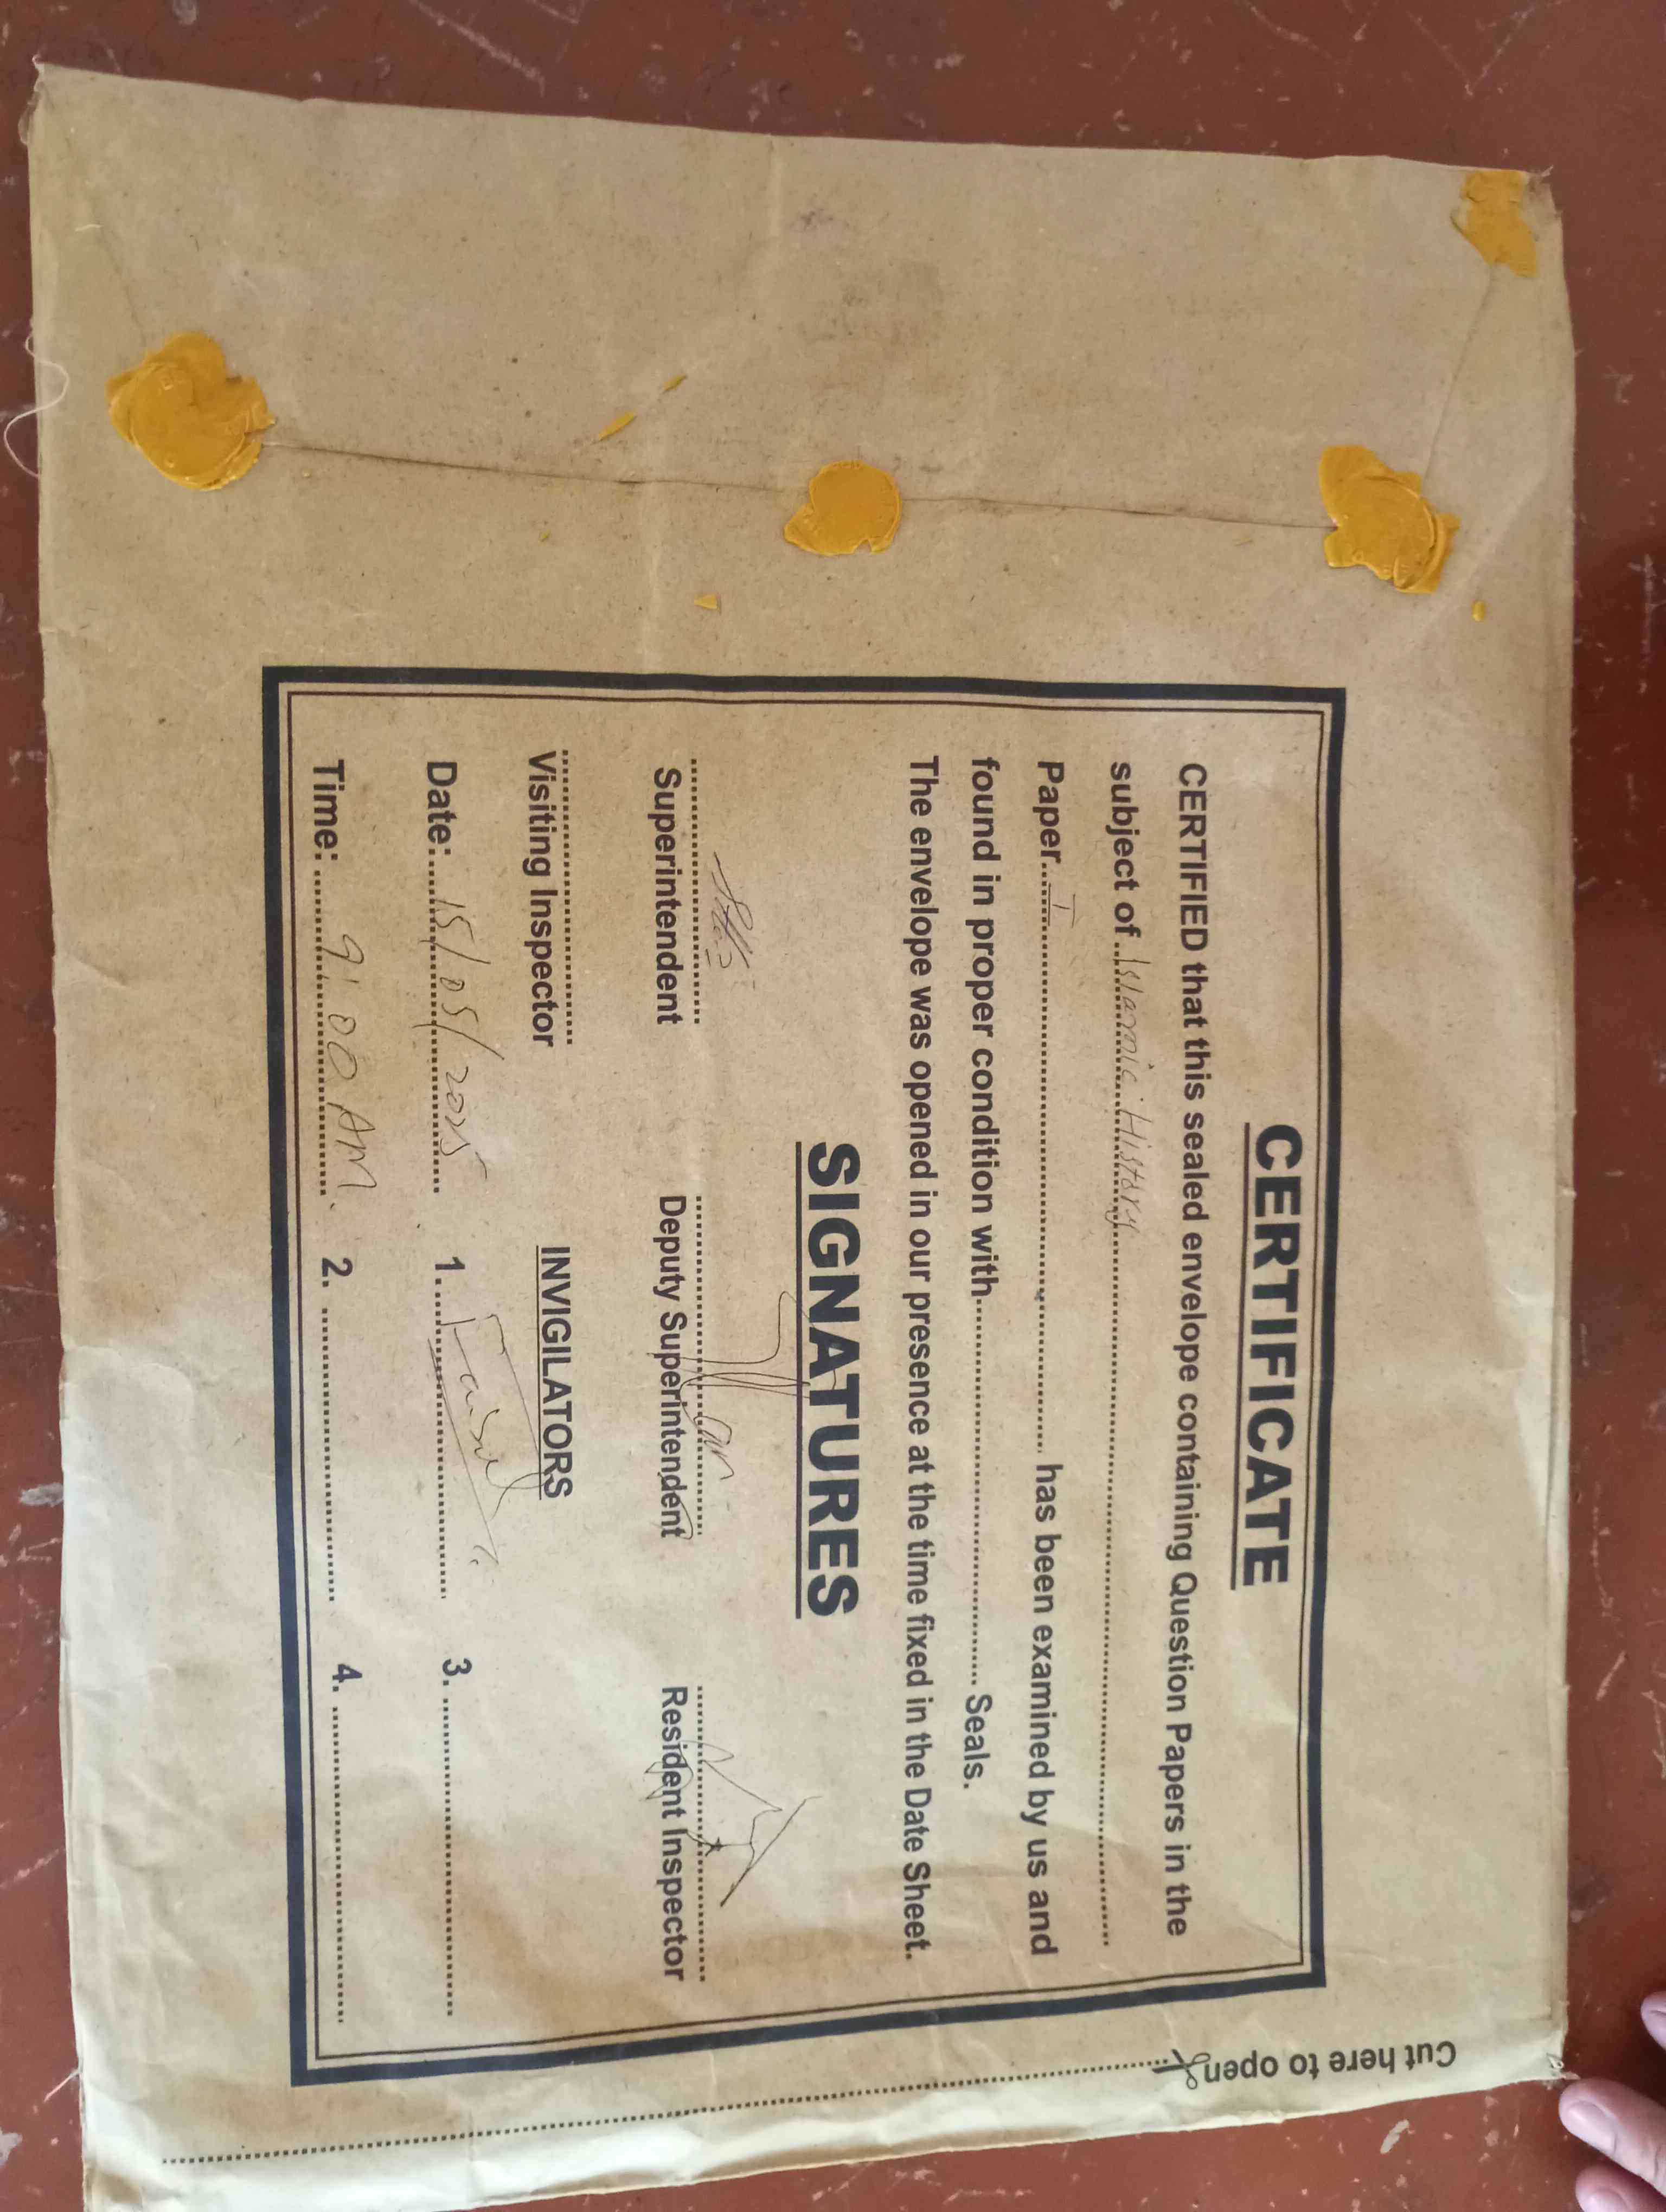 CERTIFICATE
CERTIFIED that this sealed envelope containing Question Papers in the
subject of Islamic History
Paper I has been examined by us and
found in proper condition with Seals.
The envelope was opened in our presence at the time fixed in the Date Sheet.
SIGNATURES
Superintendent Deputy Superintendent Resident Inspector
Visiting Inspector INVIGILATORS
Date: 15/05/2025 1. 3.
Time: 9:00 AM. 2. 4.
Cut here to open